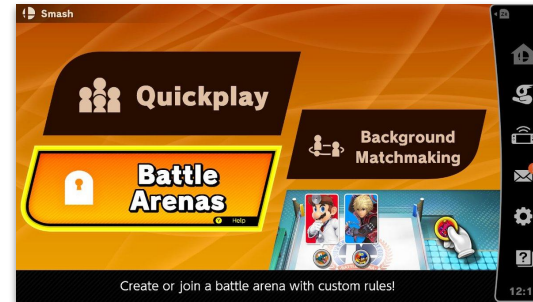 Smash
Quickplay
Background
Matchmaking
Battle
Arenas
? Help
Create or join a battle arena with custom rules!
?